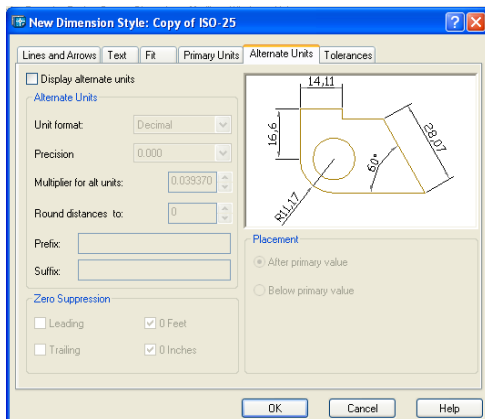 New Dimension Style: Copy of ISO-25
Lines and Arrows Text Fit Primary Units Alternate Units Tolerances
Display alternate units
Alternate Units
Unit format: Decimal
Precision 0.000
Multiplier for alt units: 0.039370
Round distances to: 0
Prefix:
Suffix:
Zero Suppression
Leading 0 Feet
Trailing 0 Inches
14,11
16,6
28,07
60°
R11,17
Placement
After primary value
Below primary value
OK Cancel Help